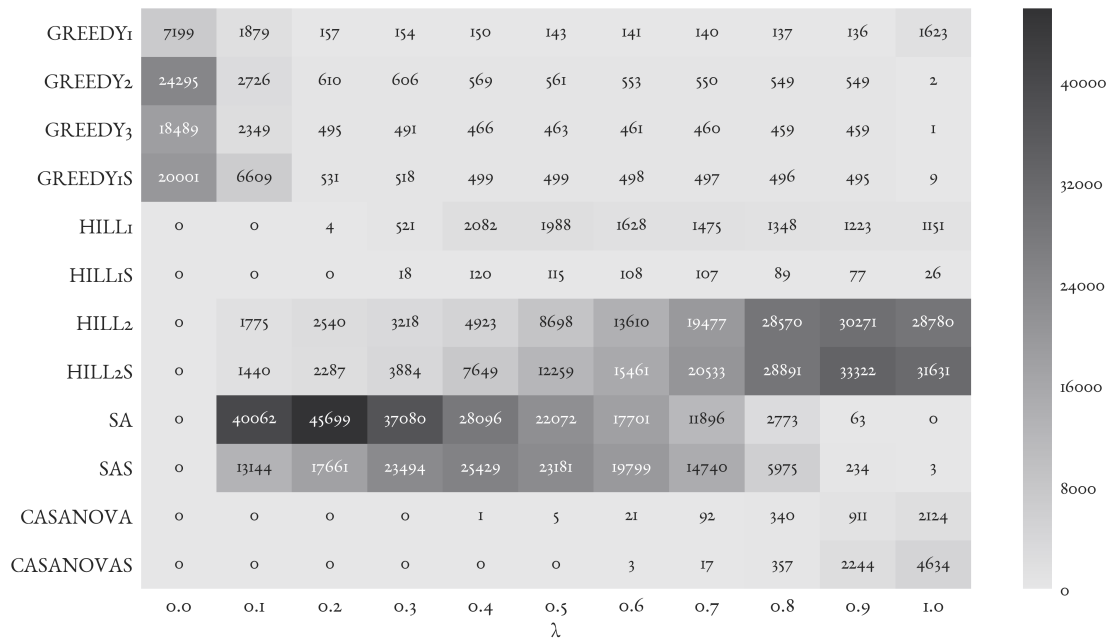 GREEDY1 7199 1879 157 154 150 143 141 140 137 136 1623
GREEDY2 24295 2726 610 606 569 561 553 550 549 549 2
40000
GREEDY3 18489 2349 495 491 466 463 461 460 459 459 1
GREEDY1S 20001 6609 531 518 499 499 498 497 496 495 9
32000
HILL1 0 0 4 521 2082 1988 1628 1475 1348 1223 1151
HILL1S 0 0 0 18 120 115 108 107 89 77 26
24000
HILL2 0 1775 2540 3218 4923 8698 13610 19477 28570 30271 28780
HILL2S 0 1440 2287 3884 7649 12259 15461 20533 28891 33322 31631
16000
SA 0 40062 45699 37080 28096 22072 17701 11896 2773 63 0
SAS 0 13144 17661 23494 25429 23181 19799 14740 5975 234 3
8000
CASANOVA 0 0 0 0 1 5 21 92 340 911 2124
CASANOVAS 0 0 0 0 0 0 3 17 357 2244 4634
0
0.0 0.1 0.2 0.3 0.4 0.5 0.6 0.7 0.8 0.9 1.0
λ